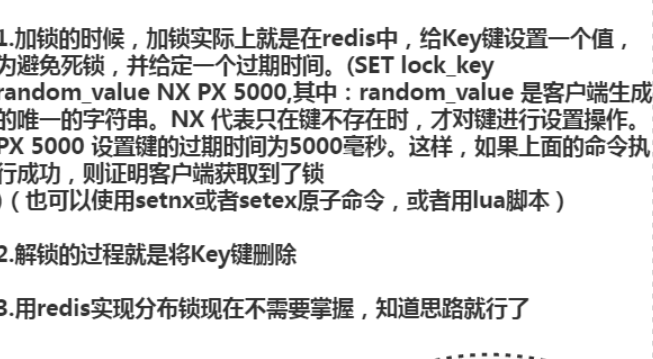 1.加锁的时候，加锁实际上就是在redis中，给Key键设置一个值，
为避免死锁，并给定一个过期时间。(SET lock_key
random_value NX PX 5000,其中：random_value 是客户端生成
的唯一的字符串。NX 代表只在键不存在时，才对键进行设置操作。
PX 5000 设置键的过期时间为5000毫秒。这样，如果上面的命令执
行成功，则证明客户端获取到了锁
)（也可以使用setnx或者setex原子命令，或者用lua脚本）
2.解锁的过程就是将Key键删除
3.用redis实现分布锁现在不需要掌握，知道思路就行了